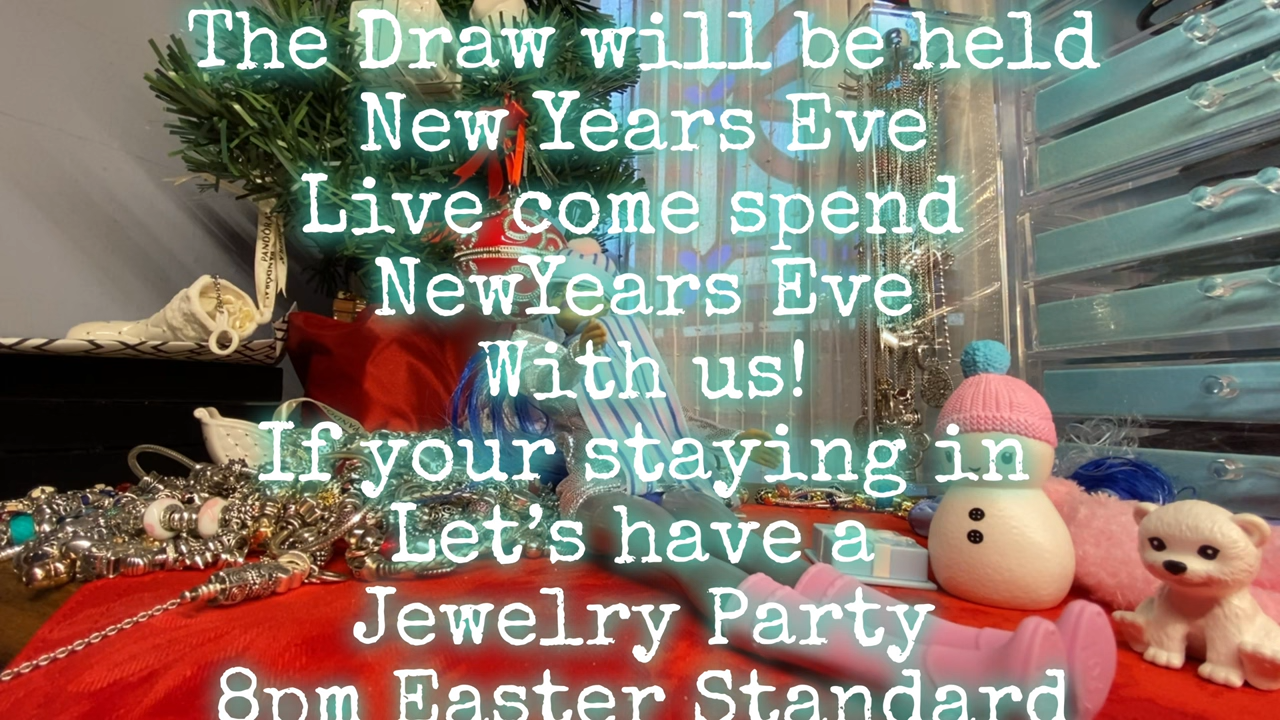 The Draw will be held
New Years Eve
Live come spend
NewYears Eve
With us!
If your staying in
Let's have a
Jewelry Party
8pm Easter Standard
PANDORA